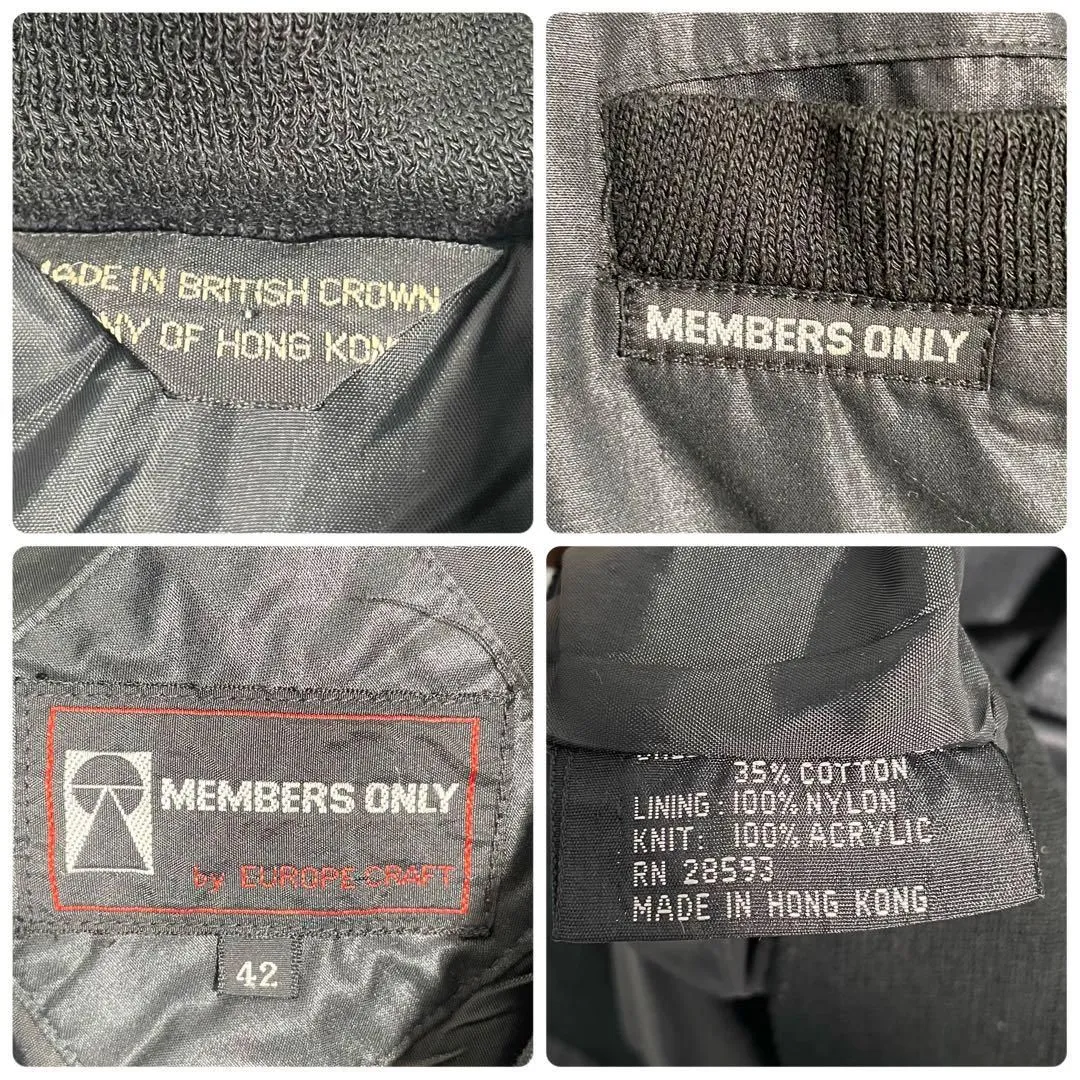 MADE IN BRITISH CROWN
NY OF HONG KON
MEMBERS ONLY
MEMBERS ONLY
by EUROPE CRAFT
42
35% COTTON
LINING: 100% NYLON
KNIT: 100% ACRYLIC
RN 28593
MADE IN HONG KONG